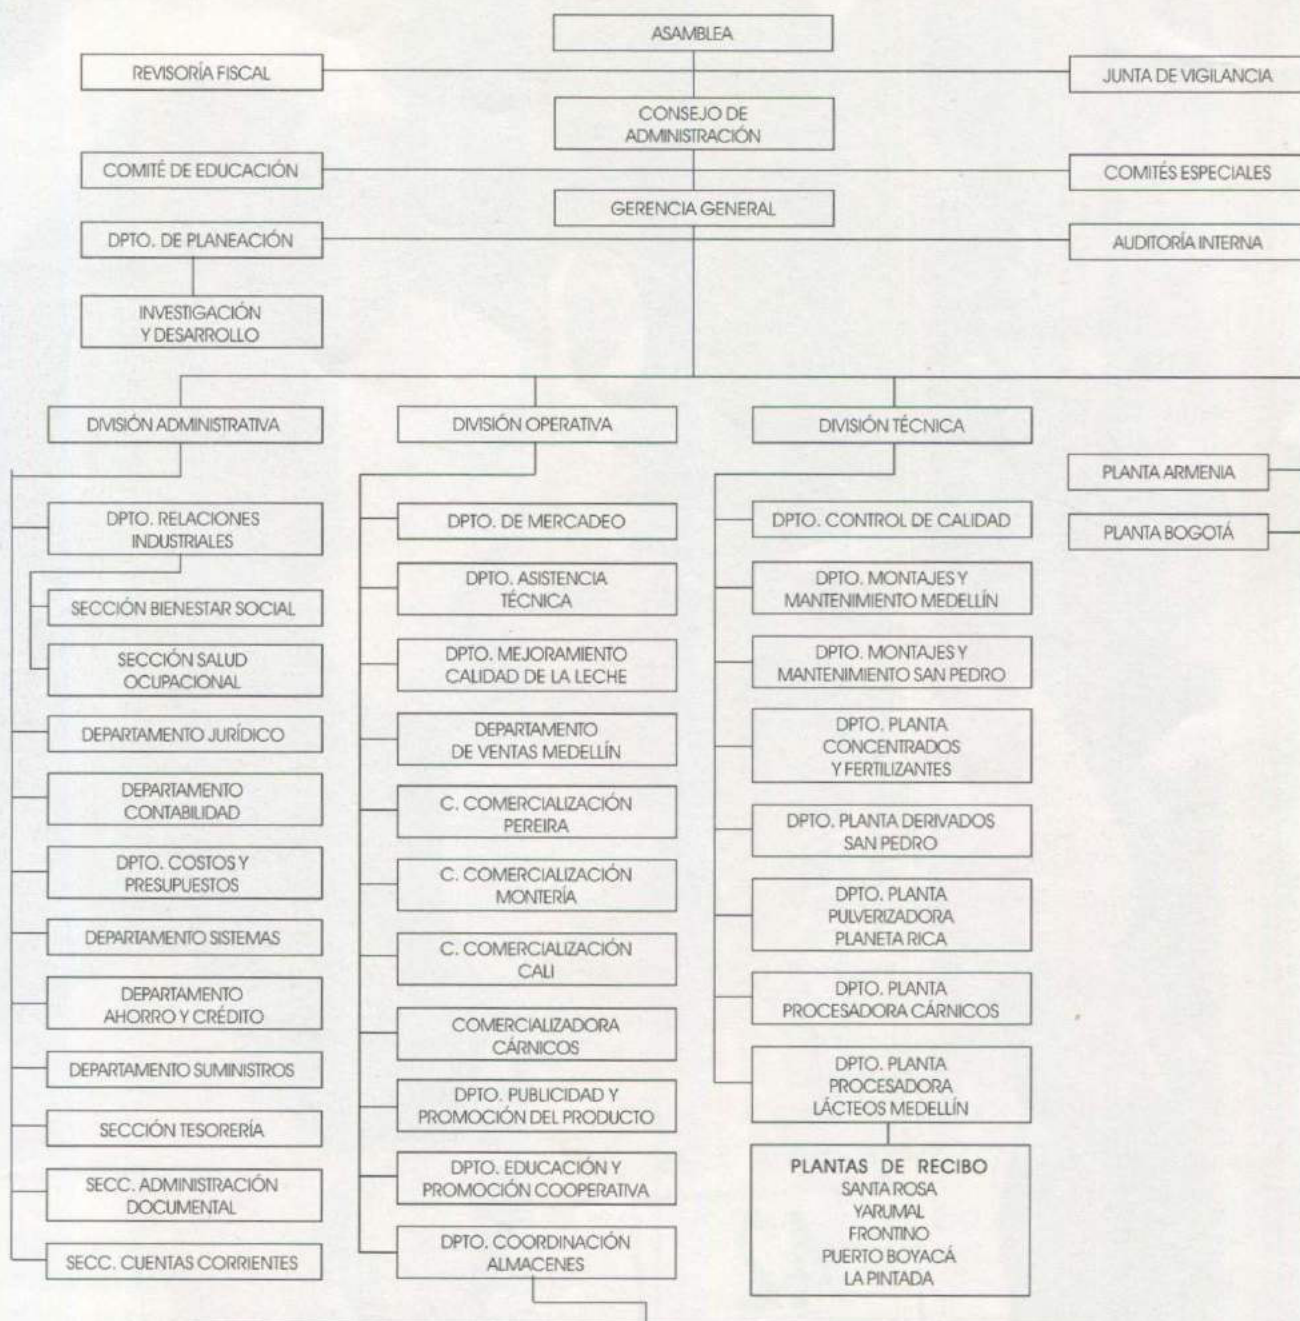 ASAMBLEA
REVISORÍA FISCAL
JUNTA DE VIGILANCIA
CONSEJO DE
ADMINISTRACIÓN
COMITÉ DE EDUCACIÓN
COMITÉS ESPECIALES
GERENCIA GENERAL
DPTO. DE PLANEACIÓN
AUDITORÍA INTERNA
INVESTIGACIÓN
Y DESARROLLO
DIVISIÓN ADMINISTRATIVA
DPTO. RELACIONES
INDUSTRIALES
SECCIÓN BIENESTAR SOCIAL
SECCIÓN SALUD
OCUPACIONAL
DEPARTAMENTO JURÍDICO
DEPARTAMENTO
CONTABILIDAD
DPTO. COSTOS Y
PRESUPUESTOS
DEPARTAMENTO SISTEMAS
DEPARTAMENTO
AHORRO Y CRÉDITO
DEPARTAMENTO SUMINISTROS
SECCIÓN TESORERÍA
SECC. ADMINISTRACIÓN
DOCUMENTAL
SECC. CUENTAS CORRIENTES
DIVISIÓN OPERATIVA
DPTO. DE MERCADEO
DPTO. ASISTENCIA
TÉCNICA
DPTO. MEJORAMIENTO
CALIDAD DE LA LECHE
DEPARTAMENTO
DE VENTAS MEDELLÍN
C. COMERCIALIZACIÓN
PEREIRA
C. COMERCIALIZACIÓN
MONTERÍA
C. COMERCIALIZACIÓN
CALI
COMERCIALIZADORA
CÁRNICOS
DPTO. PUBLICIDAD Y
PROMOCIÓN DEL PRODUCTO
DPTO. EDUCACIÓN Y
PROMOCIÓN COOPERATIVA
DPTO. COORDINACIÓN
ALMACENES
DIVISIÓN TÉCNICA
DPTO. CONTROL DE CALIDAD
DPTO. MONTAJES Y
MANTENIMIENTO MEDELLÍN
DPTO. MONTAJES Y
MANTENIMIENTO SAN PEDRO
DPTO. PLANTA
CONCENTRADOS
Y FERTILIZANTES
DPTO. PLANTA DERIVADOS
SAN PEDRO
DPTO. PLANTA
PULVERIZADORA
PLANETA RICA
DPTO. PLANTA
PROCESADORA CÁRNICOS
DPTO. PLANTA
PROCESADORA
LÁCTEOS MEDELLÍN
PLANTAS DE RECIBO
SANTA ROSA
YARUMAL
FRONTINO
PUERTO BOYACÁ
LA PINTADA
PLANTA ARMENIA
PLANTA BOGOTÁ